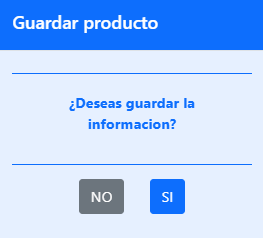 Guardar producto
¿Deseas guardar la
informacion?
NO
SI